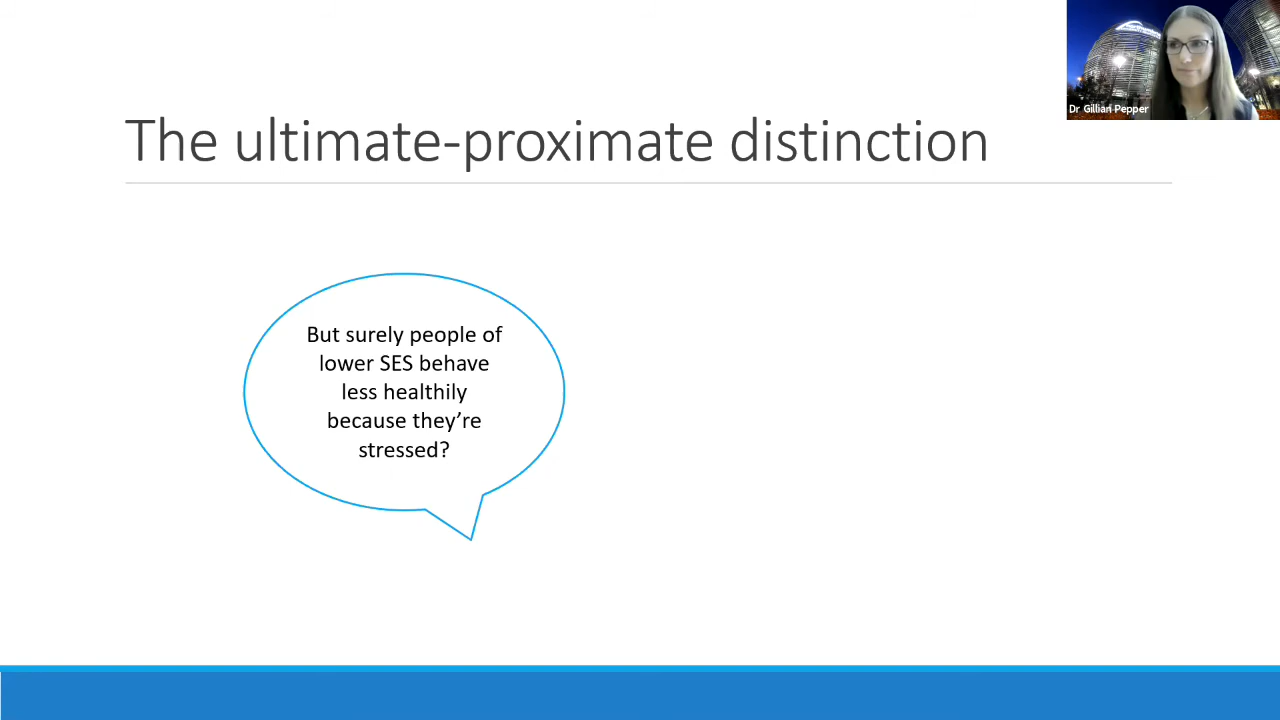 Dr Gillian Pepper
The ultimate-proximate distinction
But surely people of
lower SES behave
less healthily
because they’re
stressed?